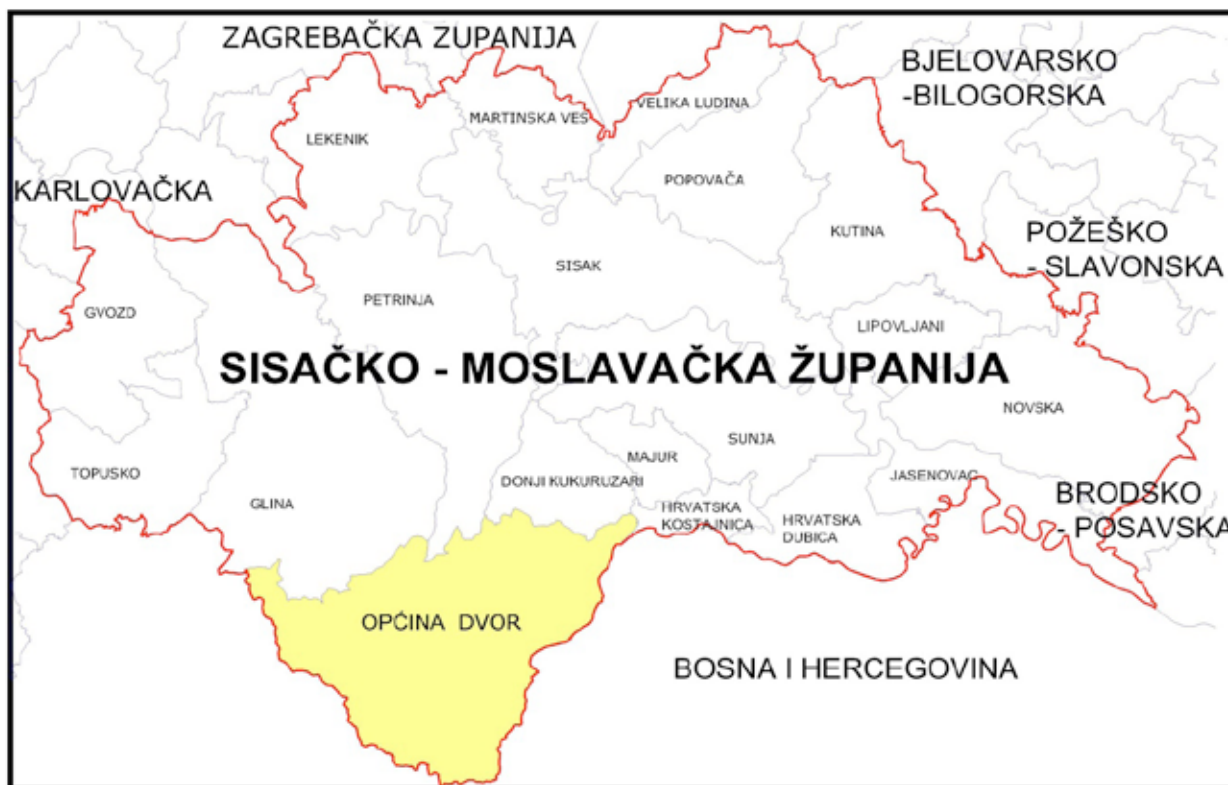 ZAGREBAČKA ŽUPANIJA
BJELOVARSKO
-BILOGORSKA
VELIKA LUDINA
MARTINSKA VES
LEKENIK
POPOVAČA
KARLOVAČKA
KUTINA
POŽEŠKO
- SLAVONSKA
SISAK
PETRINJA
GVOZD
LIPOVLJANI
SISAČKO - MOSLAVAČKA ŽUPANIJA
NOVSKA
SUNJA
MAJUR
TOPUSKO
DONJI KUKURUZARI
JASENOVAC
GLINA
BRODSKO
- POSAVSKA
HRVATSKA
KOSTAJNICA
HRVATSKA
DUBICA
OPĆINA DVOR
BOSNA I HERCEGOVINA